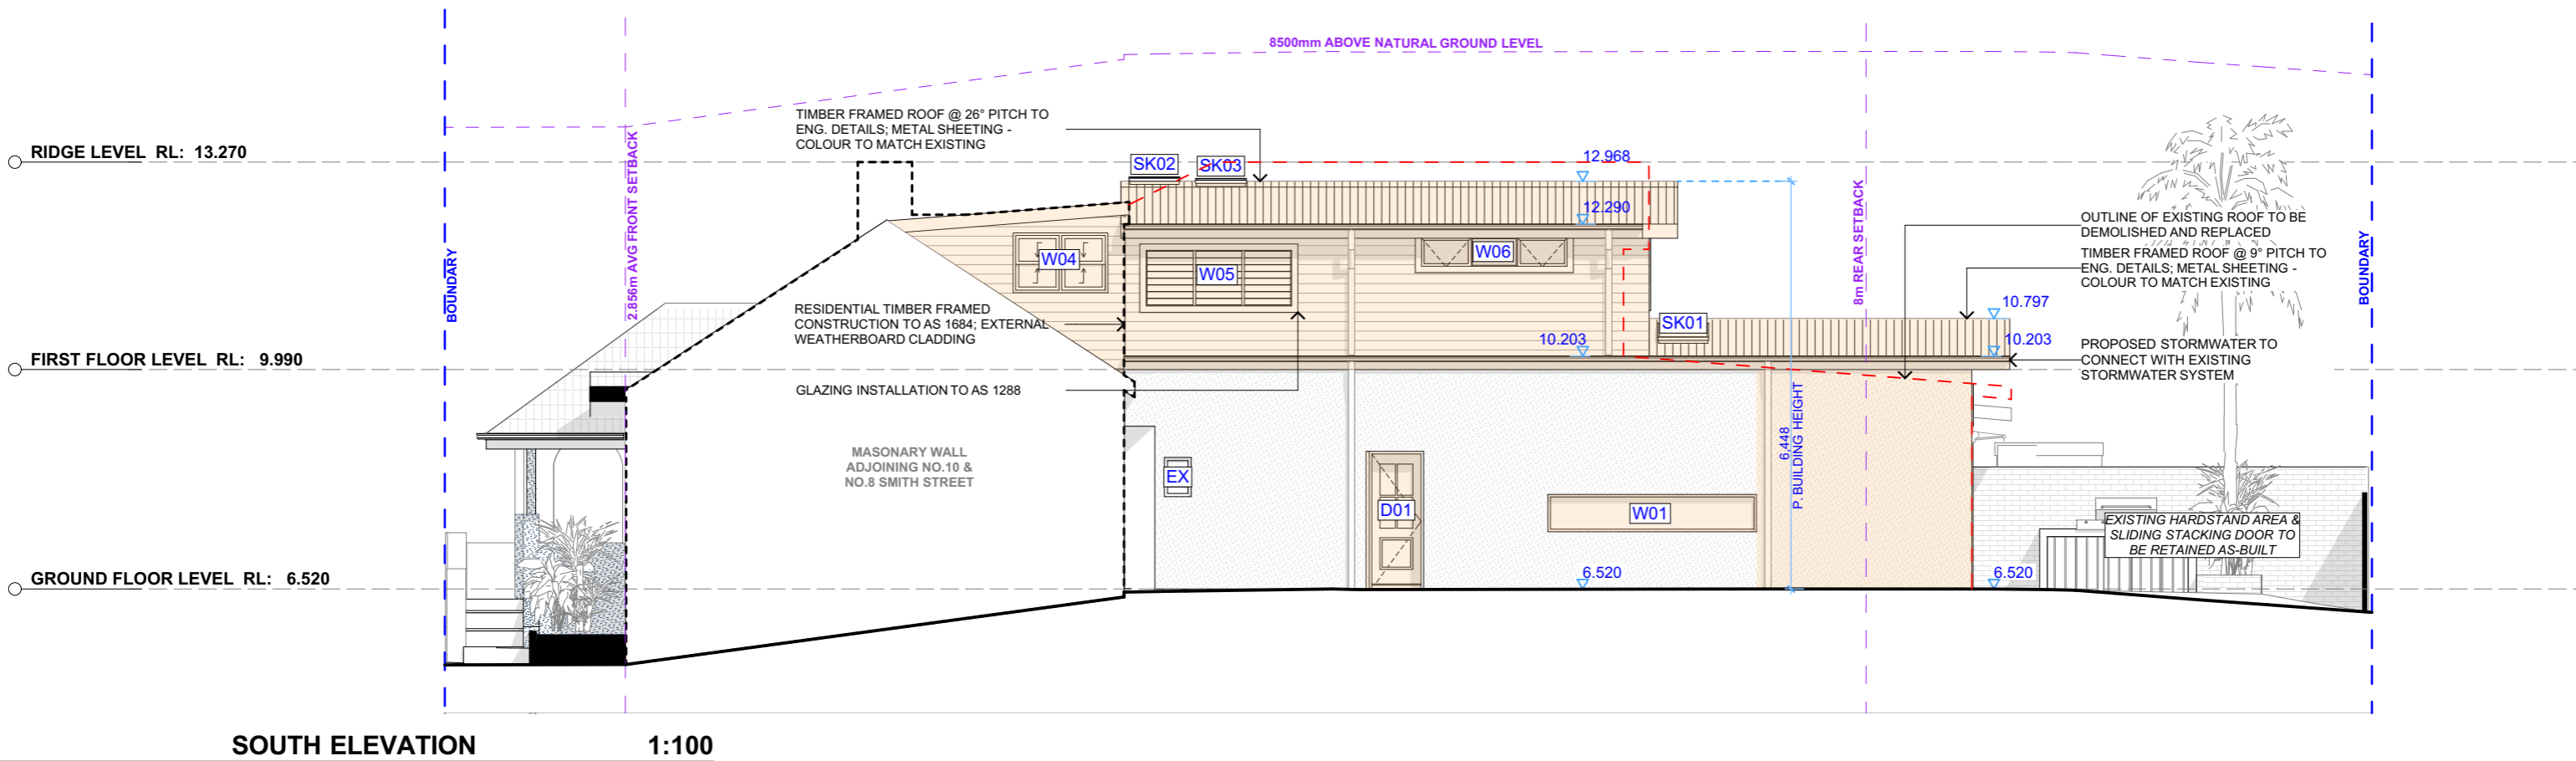 8500mm ABOVE NATURAL GROUND LEVEL
TIMBER FRAMED ROOF @ 26° PITCH TO
ENG. DETAILS; METAL SHEETING -
COLOUR TO MATCH EXISTING
RIDGE LEVEL RL: 13.270
2.856m AVG FRONT SETBACK
SK02
SK03
12.968
12.290
8m REAR SETBACK
OUTLINE OF EXISTING ROOF TO BE
DEMOLISHED AND REPLACED
TIMBER FRAMED ROOF @ 9° PITCH TO
ENG. DETAILS; METAL SHEETING -
COLOUR TO MATCH EXISTING
BOUNDARY
BOUNDARY
W04
W05
W06
RESIDENTIAL TIMBER FRAMED
CONSTRUCTION TO AS 1684; EXTERNAL
WEATHERBOARD CLADDING
SK01
10.797
10.203
10.203
PROPOSED STORMWATER TO
CONNECT WITH EXISTING
STORMWATER SYSTEM
FIRST FLOOR LEVEL RL: 9.990
GLAZING INSTALLATION TO AS 1288
MASONARY WALL
ADJOINING NO.10 &
NO.8 SMITH STREET
EX
D01
W01
6,448
P. BUILDING HEIGHT
EXISTING HARDSTAND AREA &
SLIDING STACKING DOOR TO
BE RETAINED AS-BUILT
GROUND FLOOR LEVEL RL: 6.520
6.520
6.520
SOUTH ELEVATION 1:100